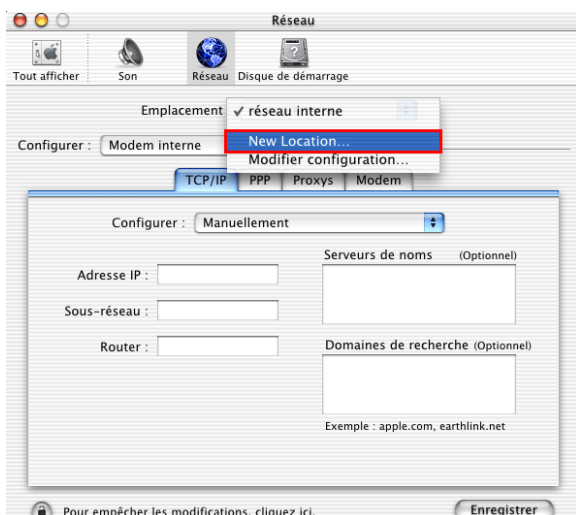 Réseau
Tout afficher
Son
Réseau
Disque de démarrage
Emplacement
✓ réseau interne
New Location...
Modifier configuration...
Configurer :
Modem interne
TCP/IP
PPP
Proxys
Modem
Configurer :
Manuellement
Serveurs de noms
(Optionnel)
Adresse IP :
Sous-réseau :
Router :
Domaines de recherche
(Optionnel)
Exemple : apple.com, earthlink.net
Pour empêcher les modifications, cliquez ici.
Enregistrer